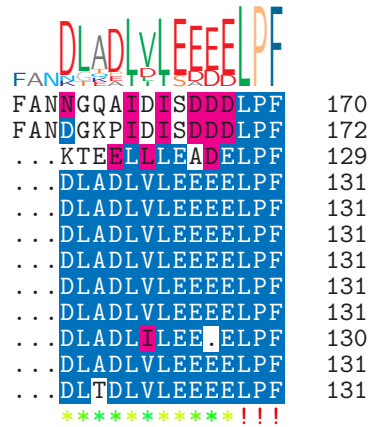 FANNGQAIDISDDDLPF 170
FANDGKPIDISDDDLPF 172
...KTEELLLEADELPF 129
...DLADLVLEEEELPF 131
...DLADLVLEEEELPF 131
...DLADLVLEEEELPF 131
...DLADLVLEEEELPF 131
...DLADLVLEEEELPF 131
...DLADLVLEEEELPF 131
...DLADLILEE.ELPF 130
...DLADLVLEEEELPF 131
...DLTDLVLEEEELPF 131
***********!!!